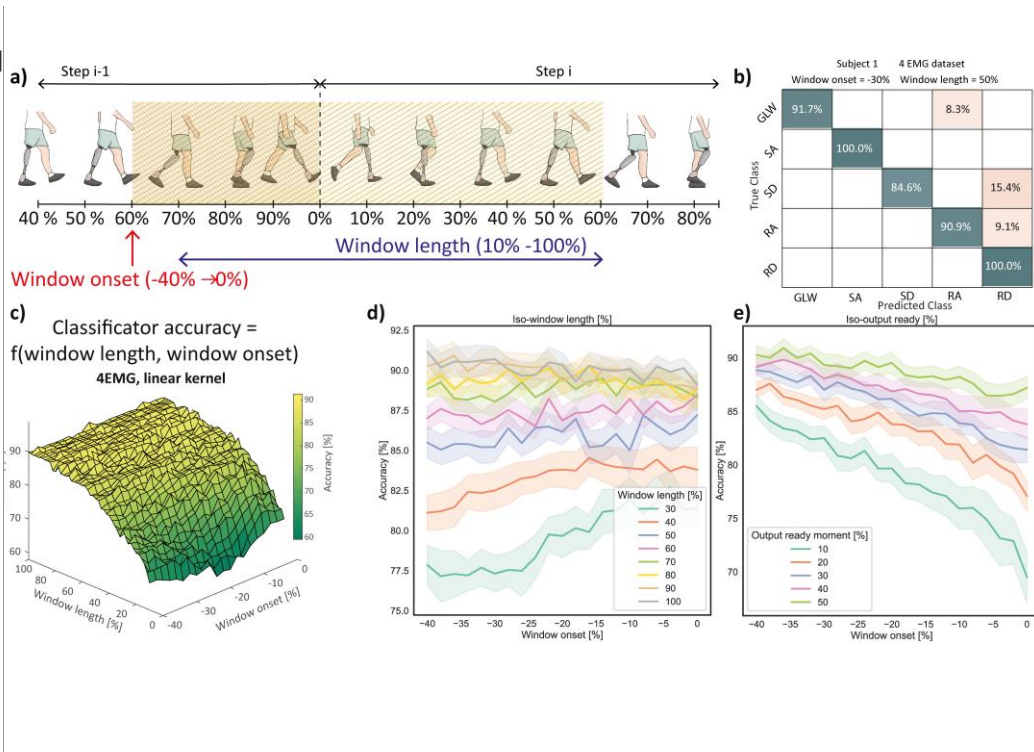 Step i-1
Step i
a)
40 % 50% 60% 70% 80% 90% 0% 10% 20% 30% 40% 50% 60% 70% 80%
Window length (10% -100%)
Window onset (-40% →0%)
b)
Subject 1 4 EMG dataset
Window onset = -30% Window length = 50%
True Class
GLW 91.7% 8.3%
SA 100.0%
SD 84.6% 15.4%
RA 90.9% 9.1%
RD 100.0%
GLW SA SD RA RD
Predicted Class
c)
Classificator accuracy =
f(window length, window onset)
4EMG, linear kernel
90
80
70
60
100 80 60 40 20 0
Window length [%]
-40 -30 -20 -10 0
Window onset [%]
90
85
80
75
70
65
60
Accuracy [%]
d)
Iso-window length [%]
92.5
90.0
87.5
85.0
82.5
80.0
77.5
75.0
Accuracy [%]
Window length [%]
30
40
50
60
70
80
90
100
−40 −35 −30 −25 −20 −15 −10 −5 0
Window onset [%]
e)
Iso-output ready [%]
90
85
80
75
70
Accuracy [%]
Output ready moment [%]
10
20
30
40
50
−40 −35 −30 −25 −20 −15 −10 −5 0
Window onset [%]